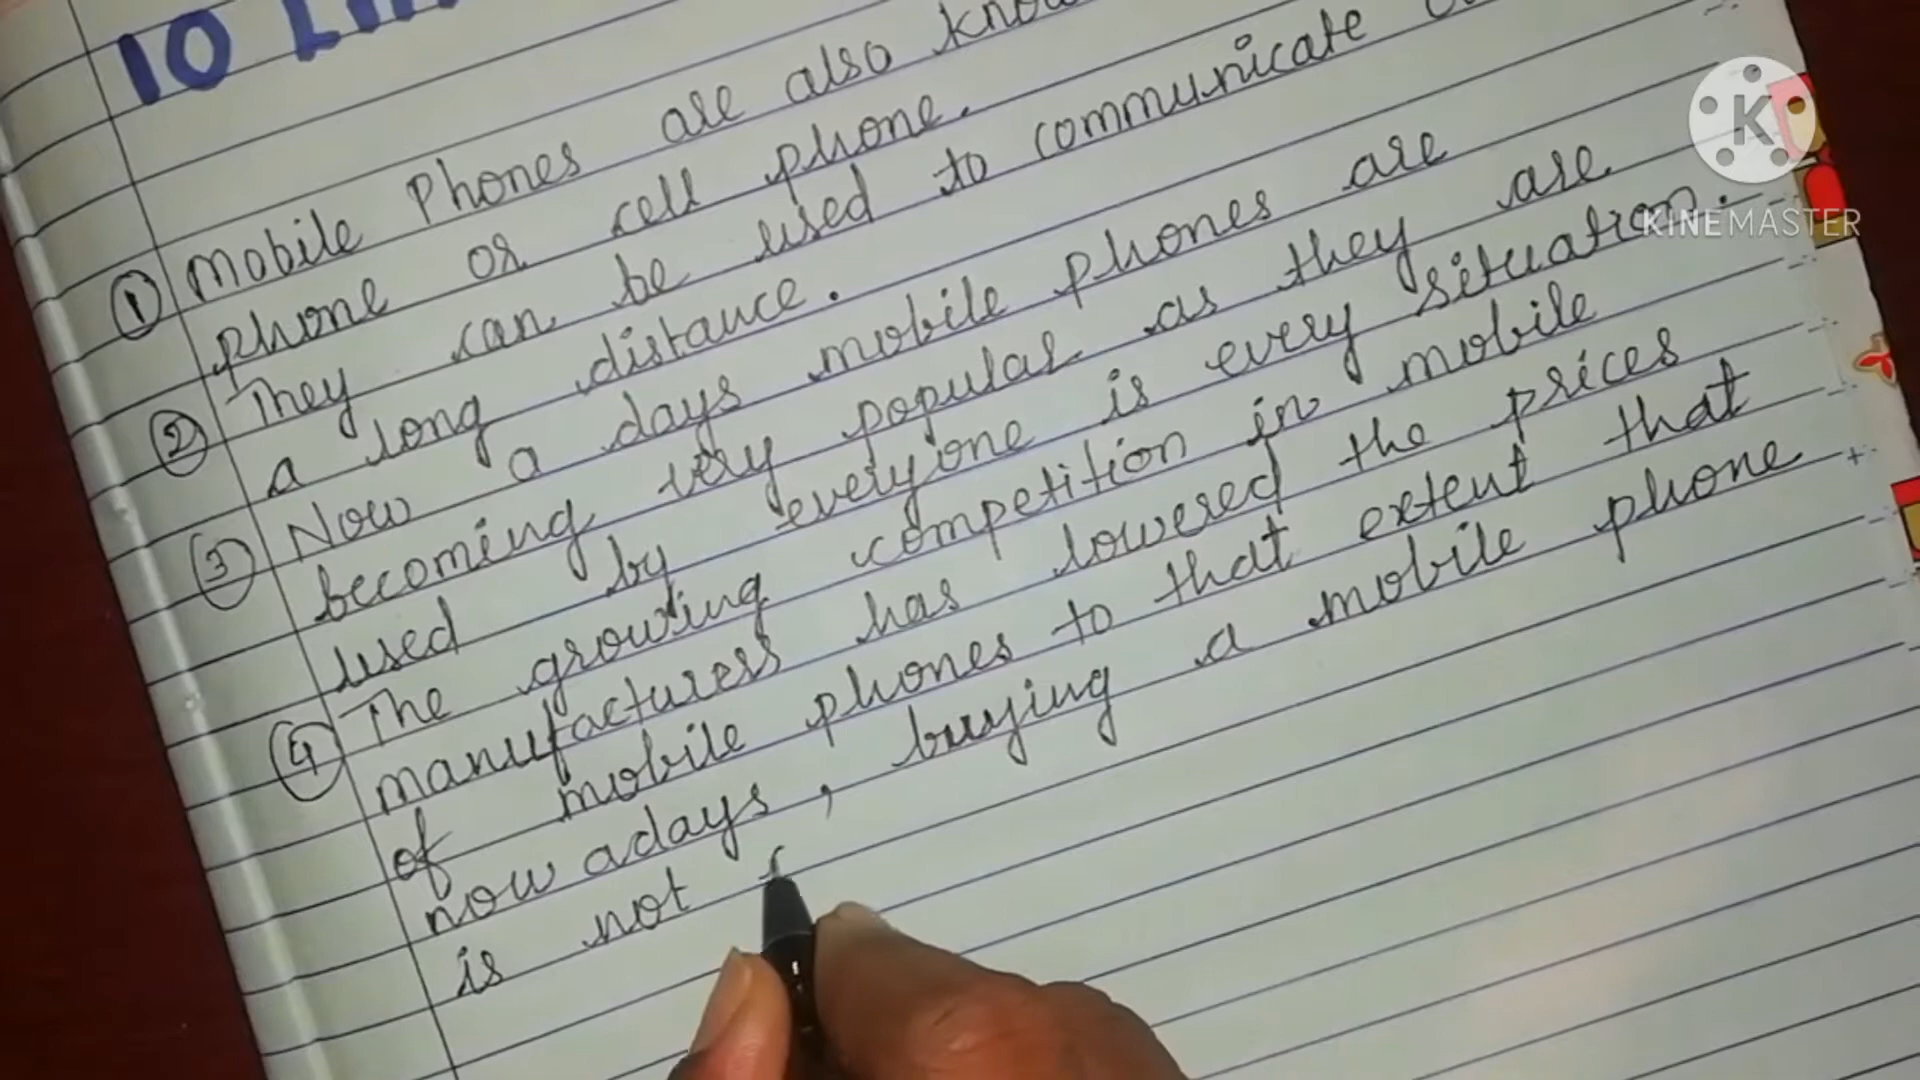 10
Mobile Phones are also
phone or cell phone.
They can be used to communicate
a long distance.
Now a days mobile phones are
becoming very popular as they are
used by everyone is every situation.
The growing competition in mobile
manufacturers has lowered the prices
of mobile phones to that extent that
now adays, buying a mobile phone
is not
1
2
3
4
K
KINEMASTER